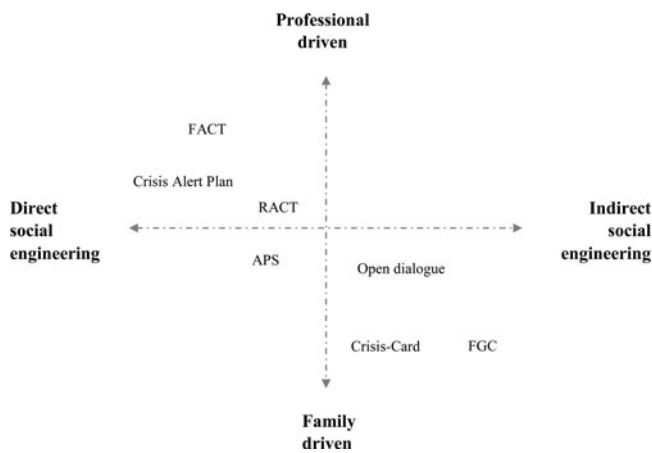 Professional
driven
FACT
Crisis Alert Plan
RACT
Direct
social
engineering
Indirect
social
engineering
APS
Open dialogue
Crisis-Card
FGC
Family
driven